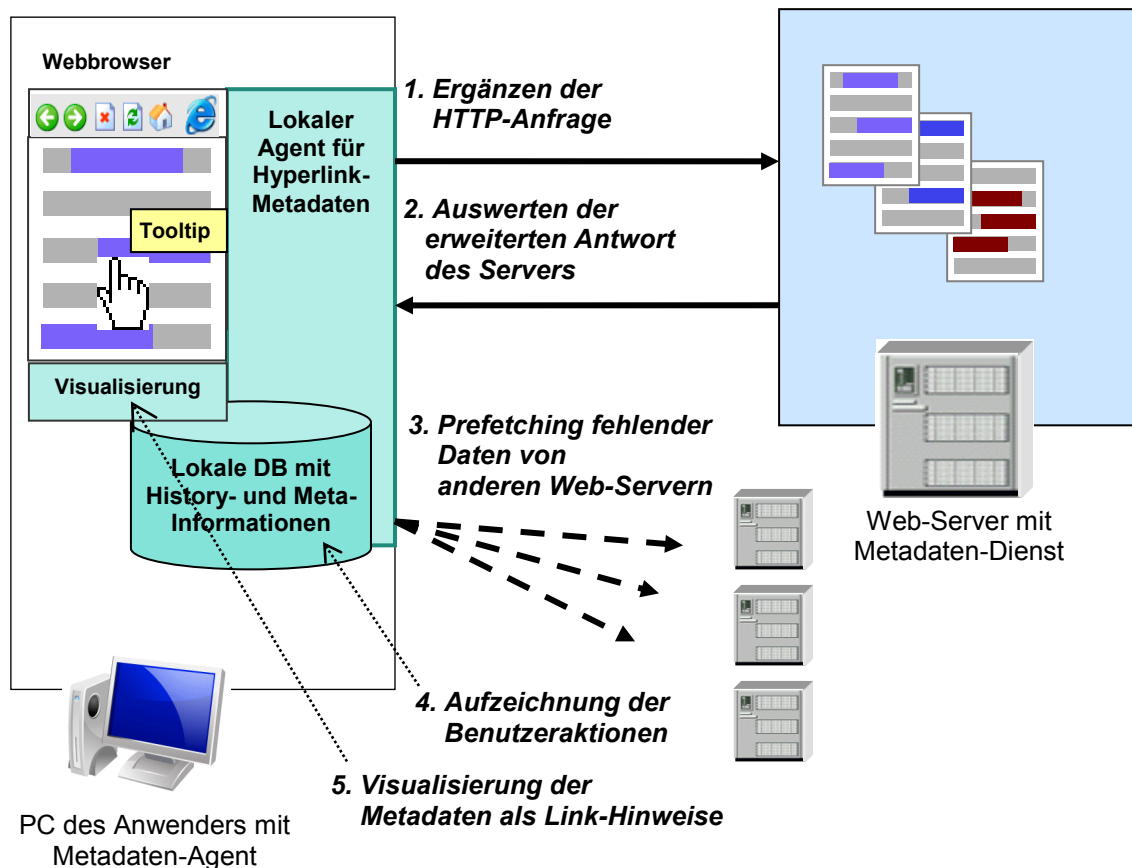 Webbrowser
Lokaler
Agent für
Hyperlink-
Metadaten
Tooltip
Visualisierung
Lokale DB mit
History- und Meta-
Informationen
1. Ergänzen der
HTTP-Anfrage
2. Auswerten der
erweiterten Antwort
des Servers
3. Prefetching fehlender
Daten von
anderen Web-Servern
Web-Server mit
Metadaten-Dienst
4. Aufzeichnung der
Benutzeraktionen
5. Visualisierung der
Metadaten als Link-Hinweise
PC des Anwenders mit
Metadaten-Agent